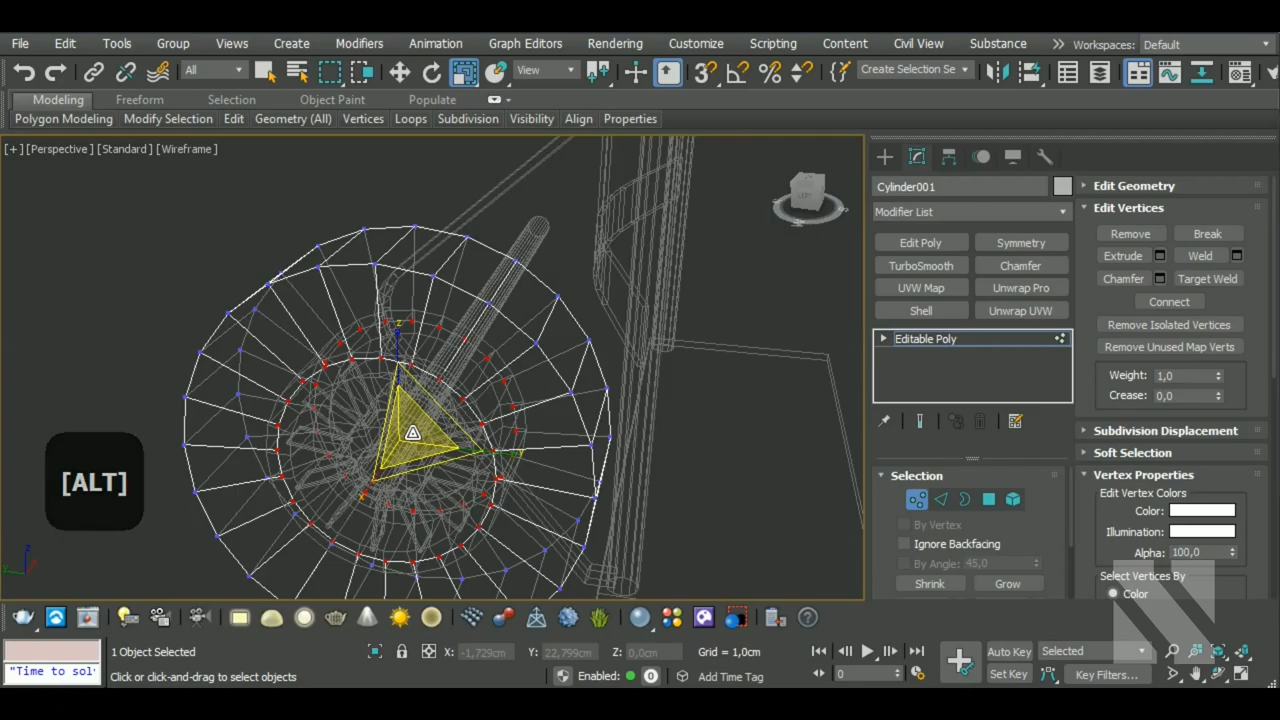 File Edit Tools Group Views Create Modifiers Animation Graph Editors Rendering Customize Scripting Content Civil View Substance Workspaces: Default
All View Create Selection Se
Modeling Freeform Selection Object Paint Populate
Polygon Modeling Modify Selection Edit Geometry (All) Vertices Loops Subdivision Visibility Align Properties
[+] [Perspective] [Standard] [Wireframe]
Cylinder001
Modifier List
Edit Poly Symmetry
TurboSmooth Chamfer
UVW Map Unwrap Pro
Shell Unwrap UVW
Editable Poly
Selection
By Vertex
Ignore Backfacing
By Angle: 45,0
Shrink Grow
Edit Geometry
Edit Vertices
Remove Break
Extrude Weld
Chamfer Target Weld
Connect
Remove Isolated Vertices
Remove Unused Map Verts
Weight: 1,0
Crease: 0,0
Subdivision Displacement
Soft Selection
Vertex Properties
Edit Vertex Colors
Color:
Illumination:
Alpha: 100,0
Select Vertices By
Color
z
y
x
[ALT]
z
"Time to sol
1 Object Selected
Click or click-and-drag to select objects
X: -1,729cm Y: 22,799cm Z: 0,0cm Grid = 1,0cm
Enabled: 0 Add Time Tag
0
Auto Key Selected
Set Key Key Filters...